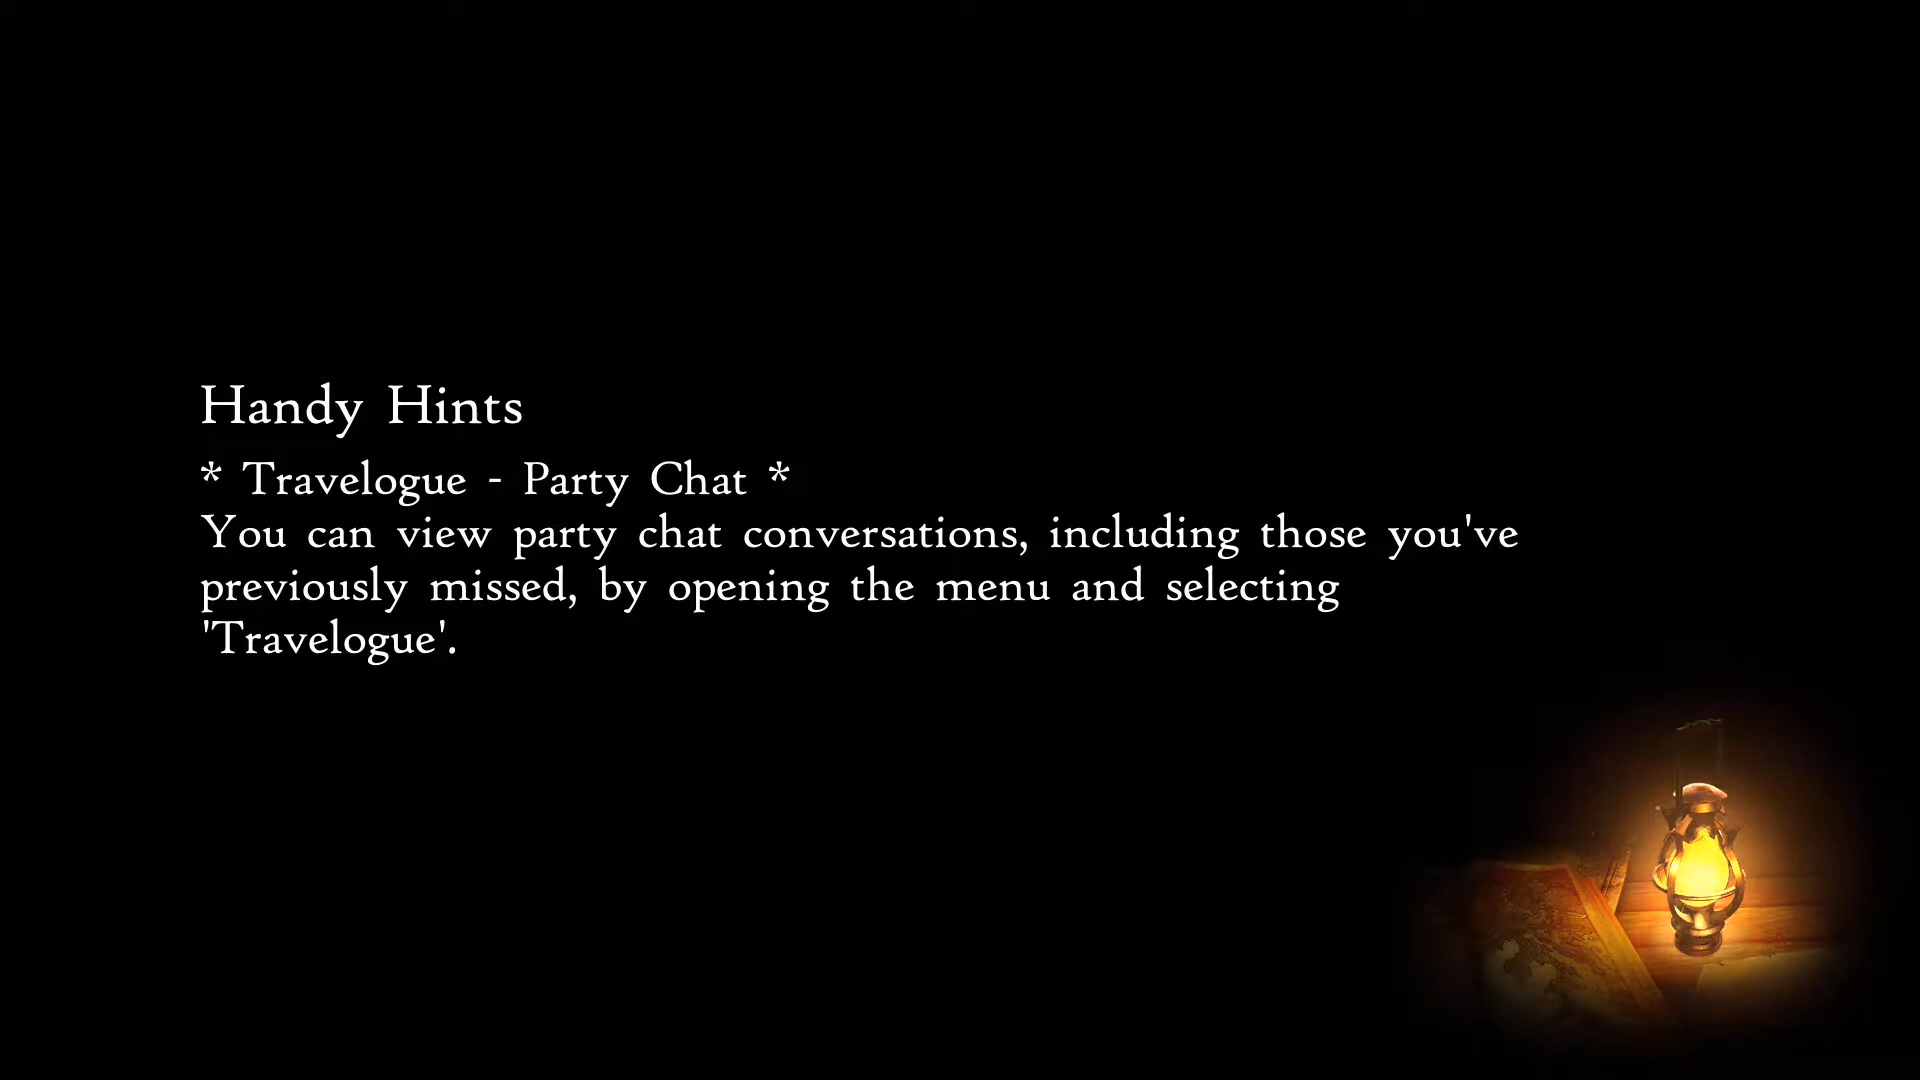 Handy Hints
* Travelogue - Party Chat *
You can view party chat conversations, including those you've
previously missed, by opening the menu and selecting
'Travelogue'.